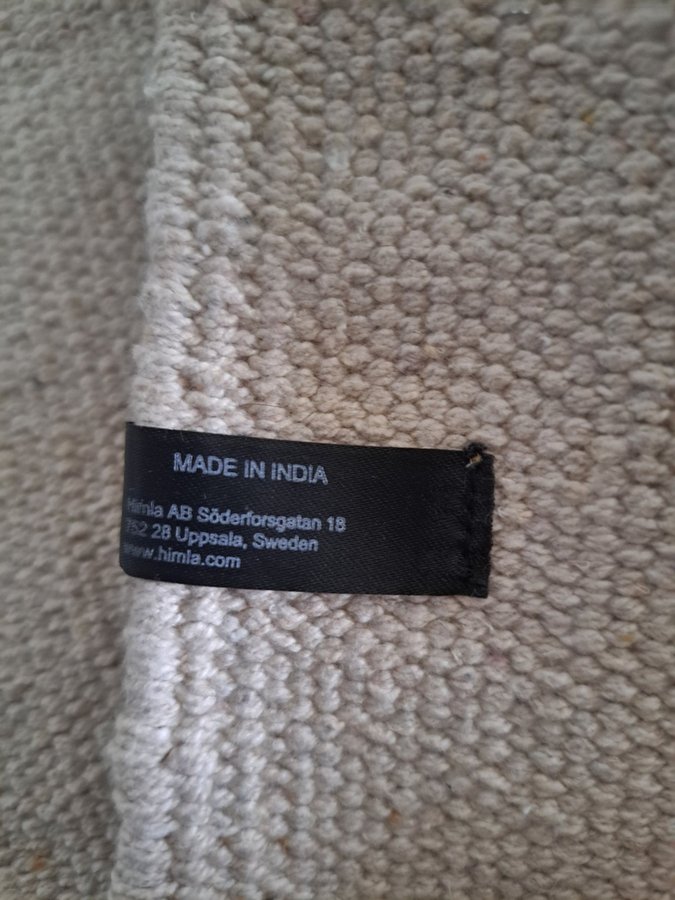 MADE IN INDIA
Himla AB Söderforsgatan 18
752 28 Uppsala, Sweden
www.himla.com